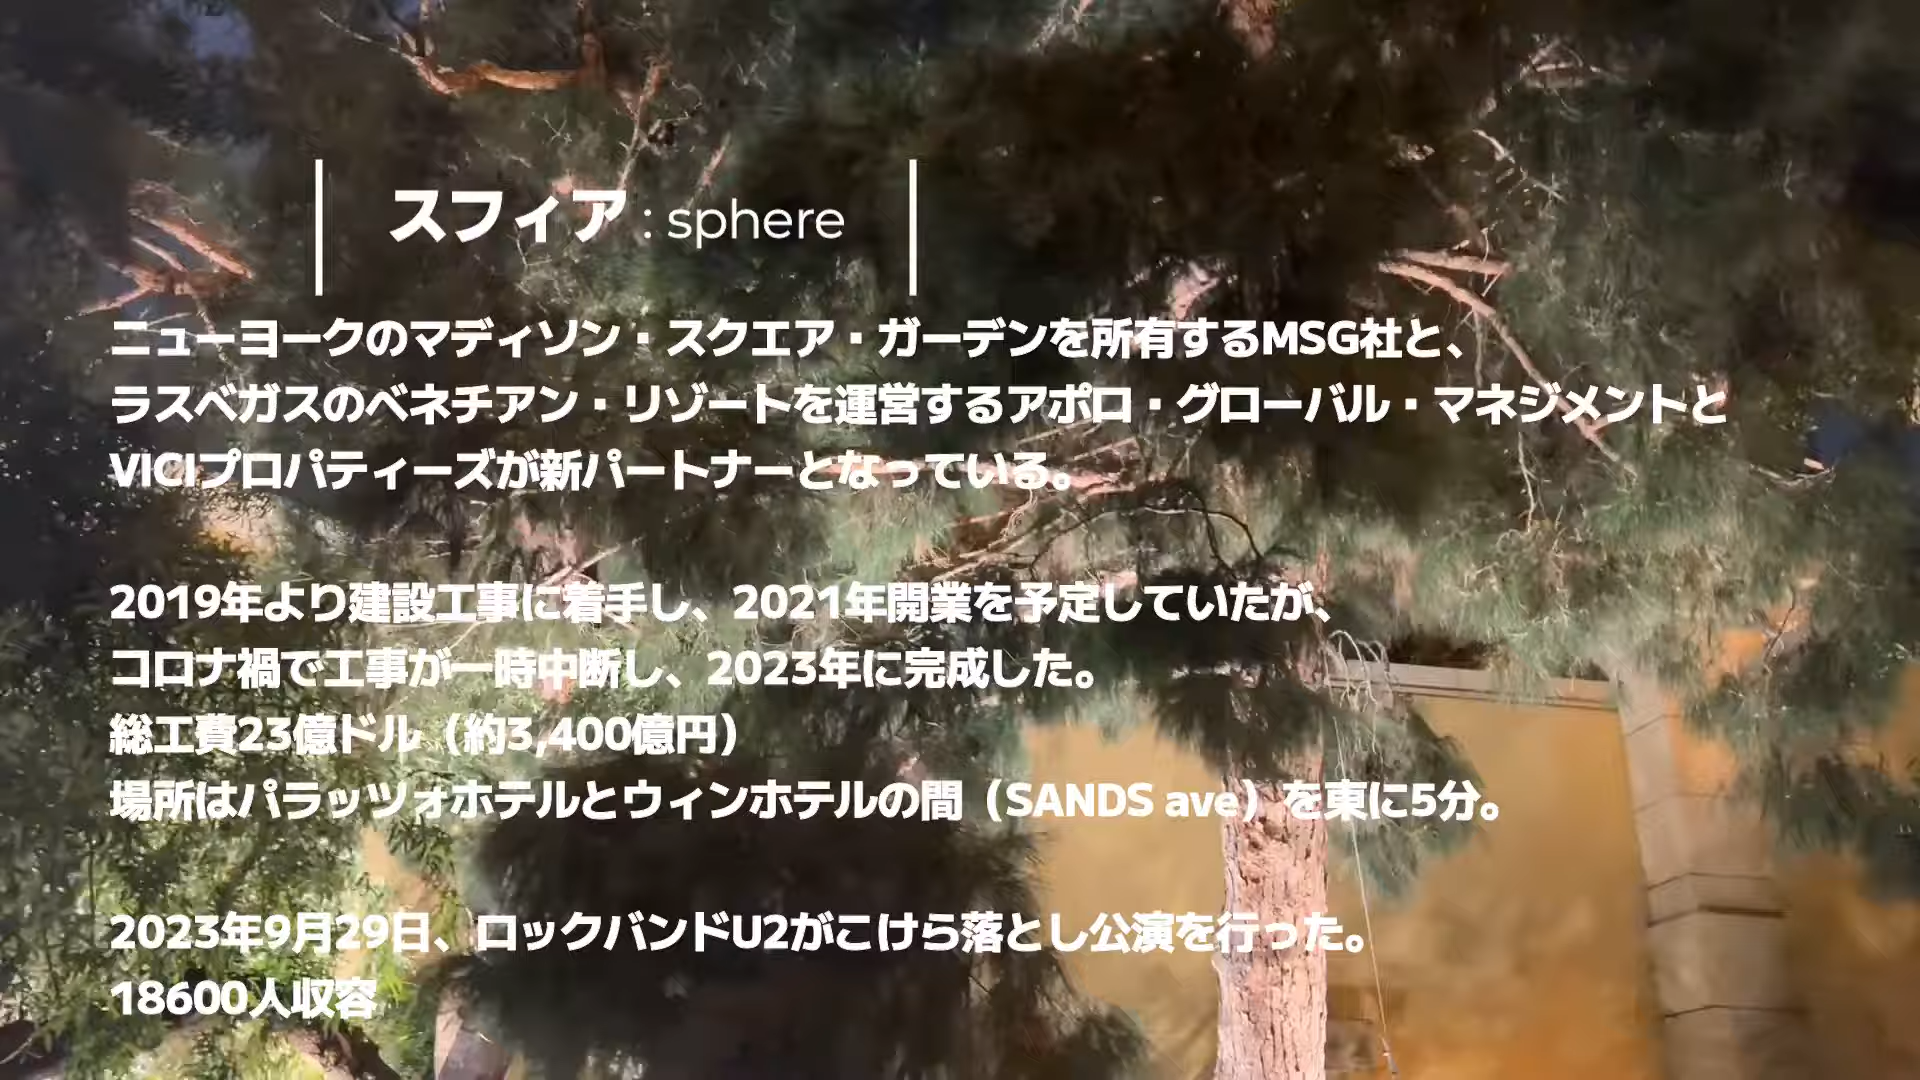 スフィア : sphere
ニューヨークのマディソン・スクエア・ガーデンを所有するMSG社と、
ラスベガスのベネチアン・リゾートを運営するアポロ・グローバル・マネジメントと
VICIプロパティーズが新パートナーとなっている。
2019年より建設工事に着手し、2021年開業を予定していたが、
コロナ禍で工事が一時中断し、2023年に完成した。
総工費23億ドル（約3,400億円）
場所はパラッツォホテルとウィンホテルの間（SANDS ave）を東に5分。
2023年9月29日、ロックバンドU2がこけら落とし公演を行った。
18600人収容